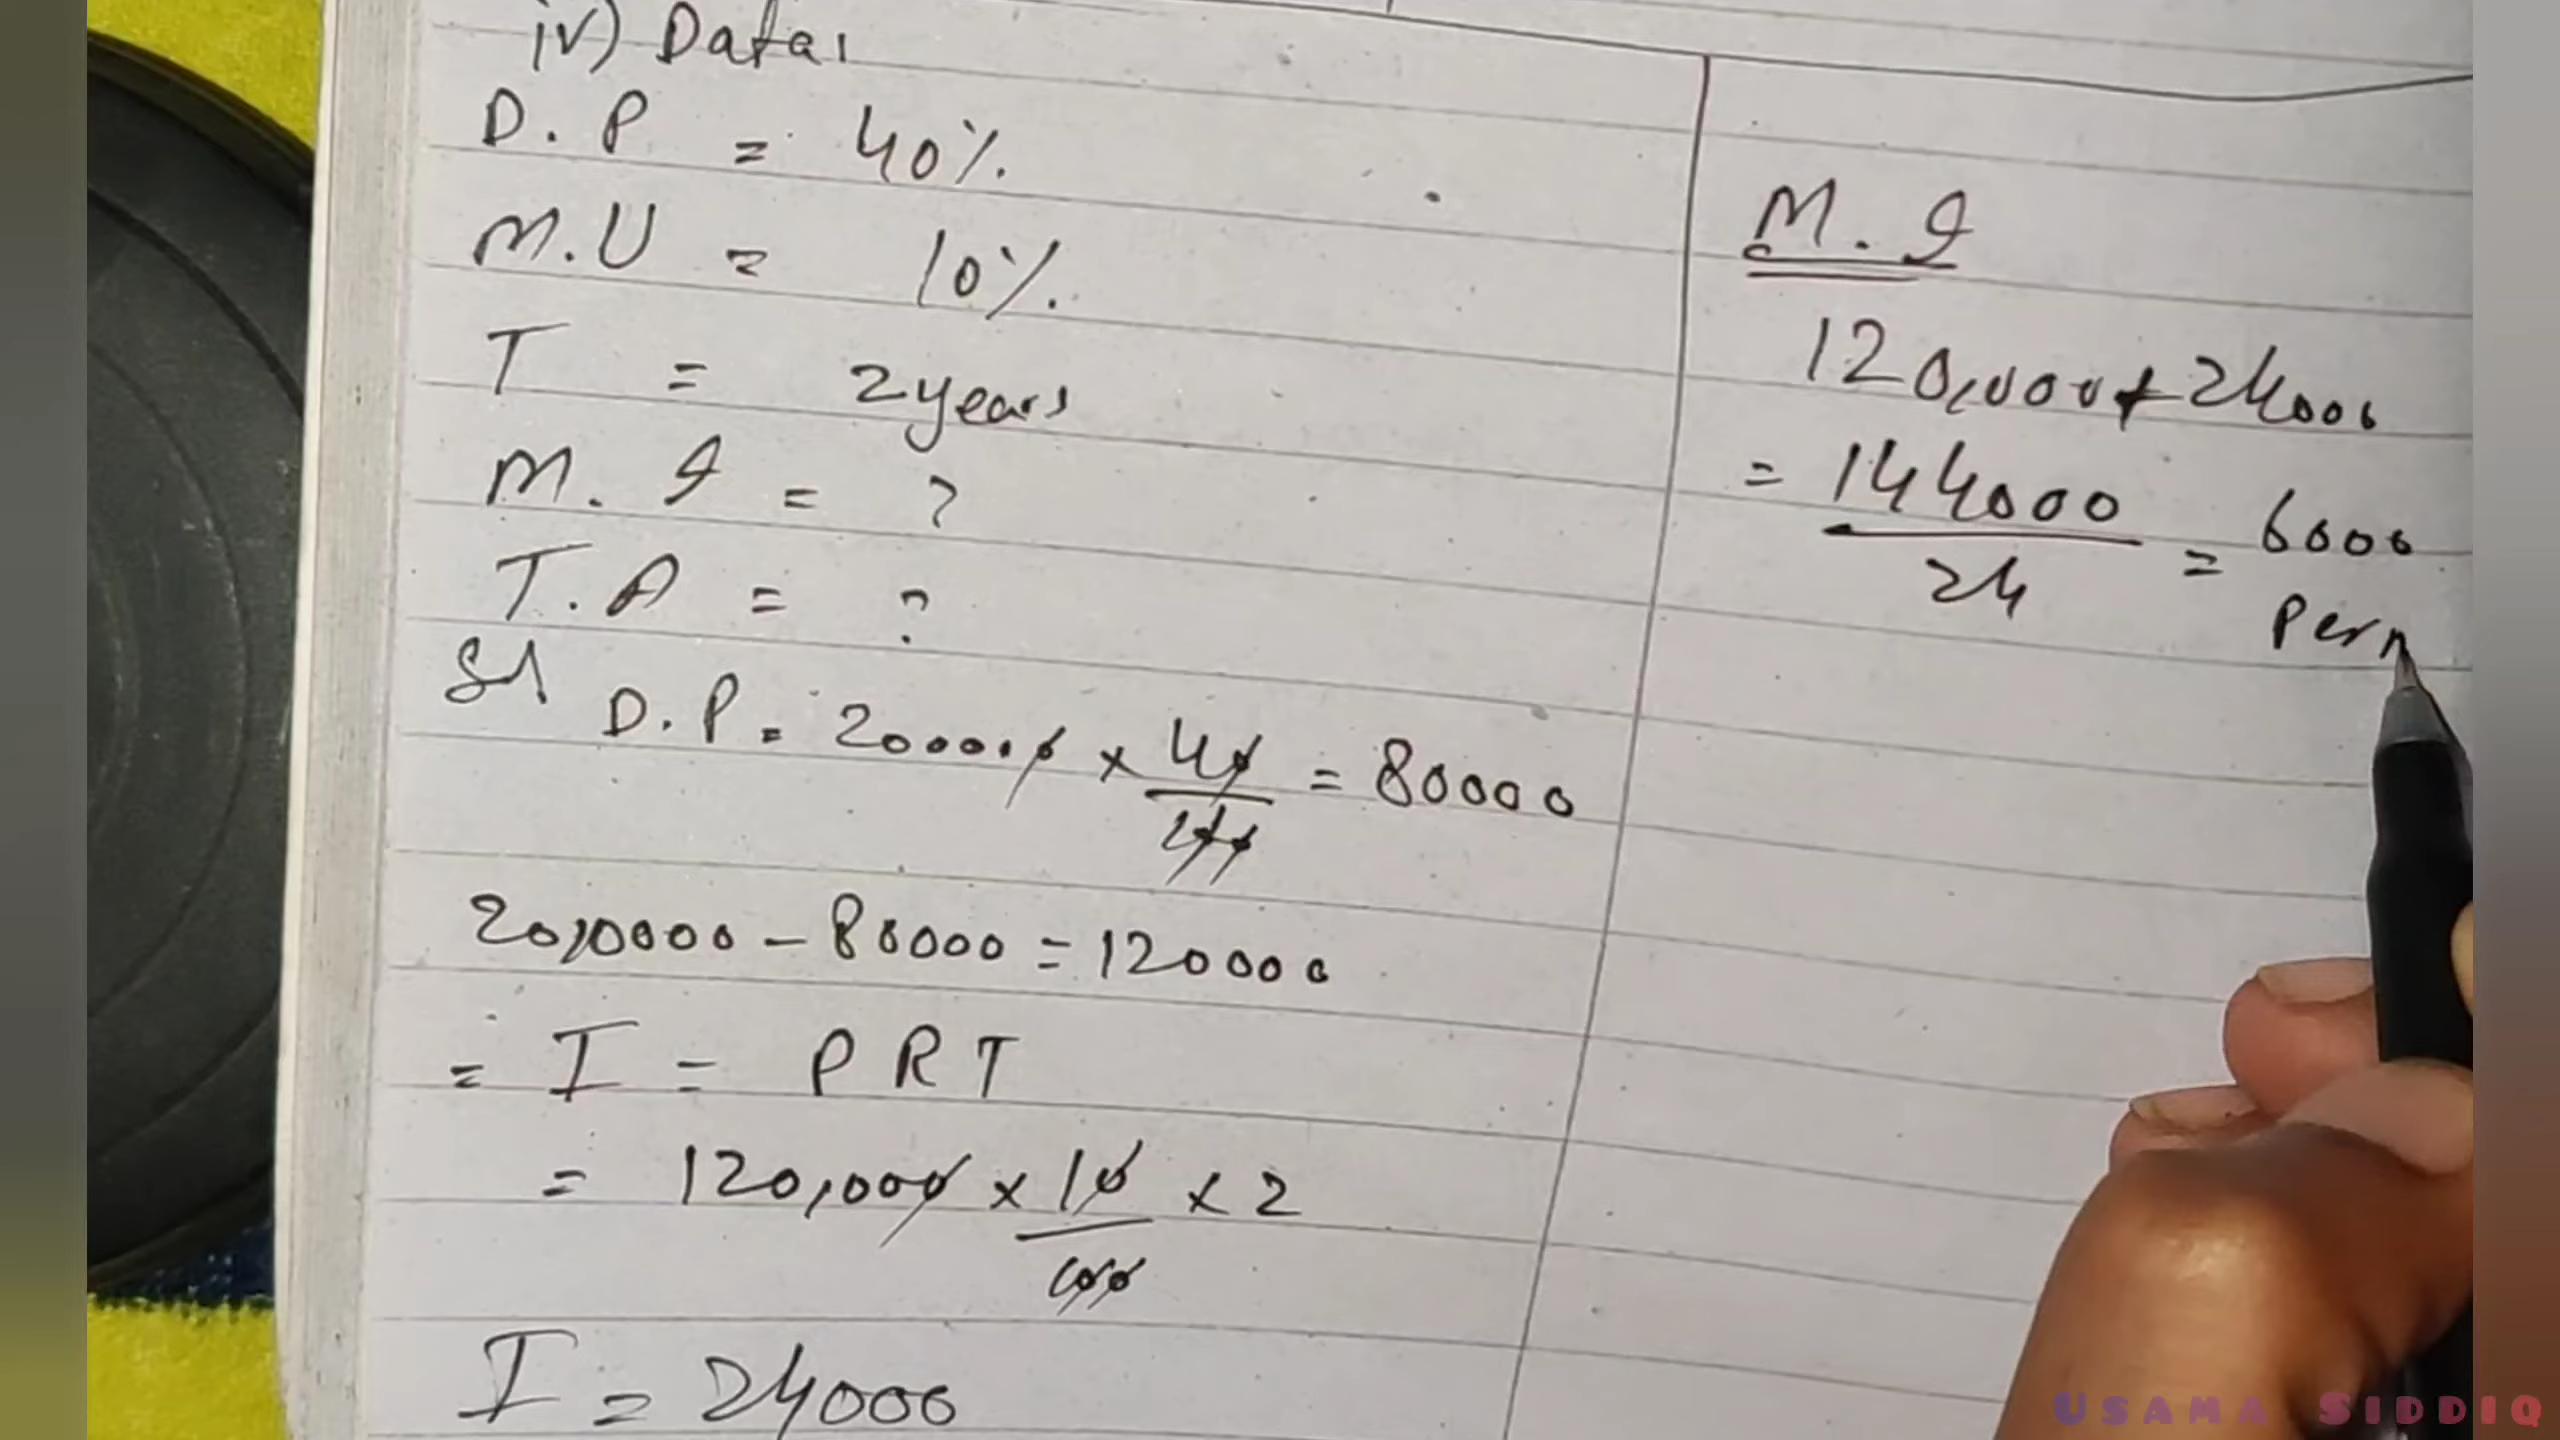 iv) Data:
D.P = 40%
M.U = 10%
T = 2 years
M.I = ?
T.A = ?
Sol
D.P = 200000 × 40/100 = 80000
200000 - 80000 = 120000
= I = PRT
= 120,000 × 10/100 × 2
I = 24000
M.I
120,000 + 24000
= 144000/24 = 6000
Per
USAMA SIDDIQ